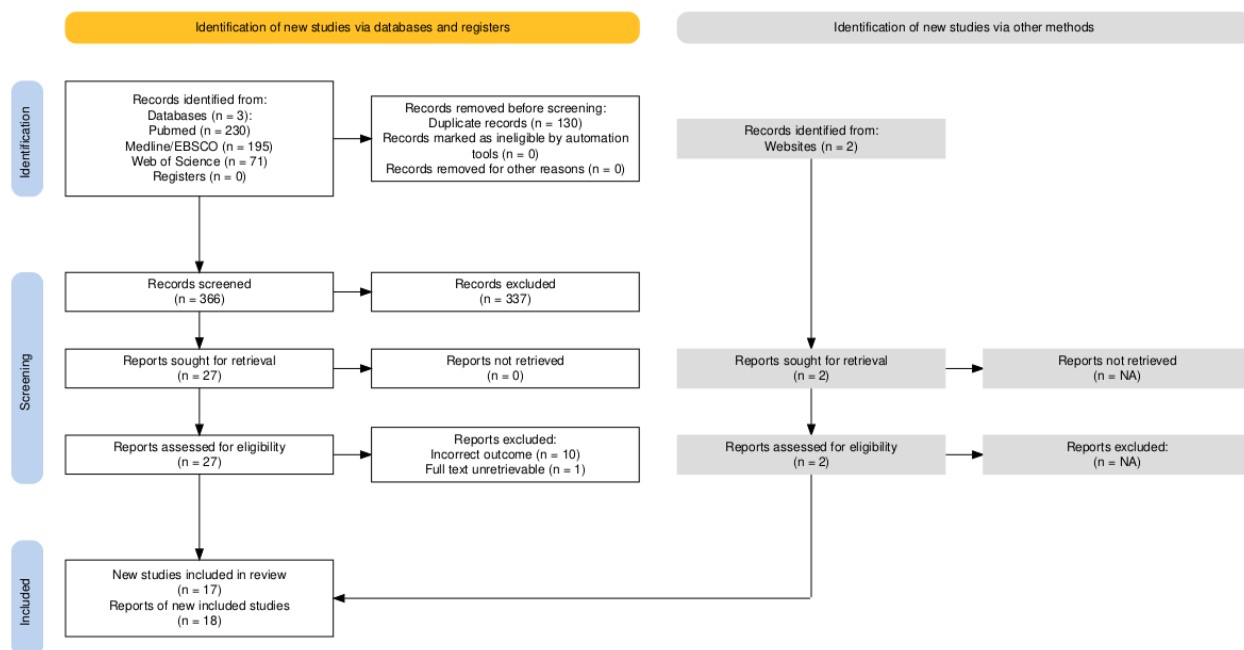 Identification of new studies via databases and registers
Identification of new studies via other methods
Identification
Records identified from:
Databases (n = 3):
Pubmed (n = 230)
Medline/EBSCO (n = 195)
Web of Science (n = 71)
Registers (n = 0)
Records removed before screening:
Duplicate records (n = 130)
Records marked as ineligible by automation
tools (n = 0)
Records removed for other reasons (n = 0)
Records identified from:
Websites (n = 2)
Screening
Records screened
(n = 366)
Records excluded
(n = 337)
Reports sought for retrieval
(n = 27)
Reports not retrieved
(n = 0)
Reports sought for retrieval
(n = 2)
Reports not retrieved
(n = NA)
Reports assessed for eligibility
(n = 27)
Reports excluded:
Incorrect outcome (n = 10)
Full text unretrievable (n = 1)
Reports assessed for eligibility
(n = 2)
Reports excluded:
(n = NA)
Included
New studies included in review
(n = 17)
Reports of new included studies
(n = 18)